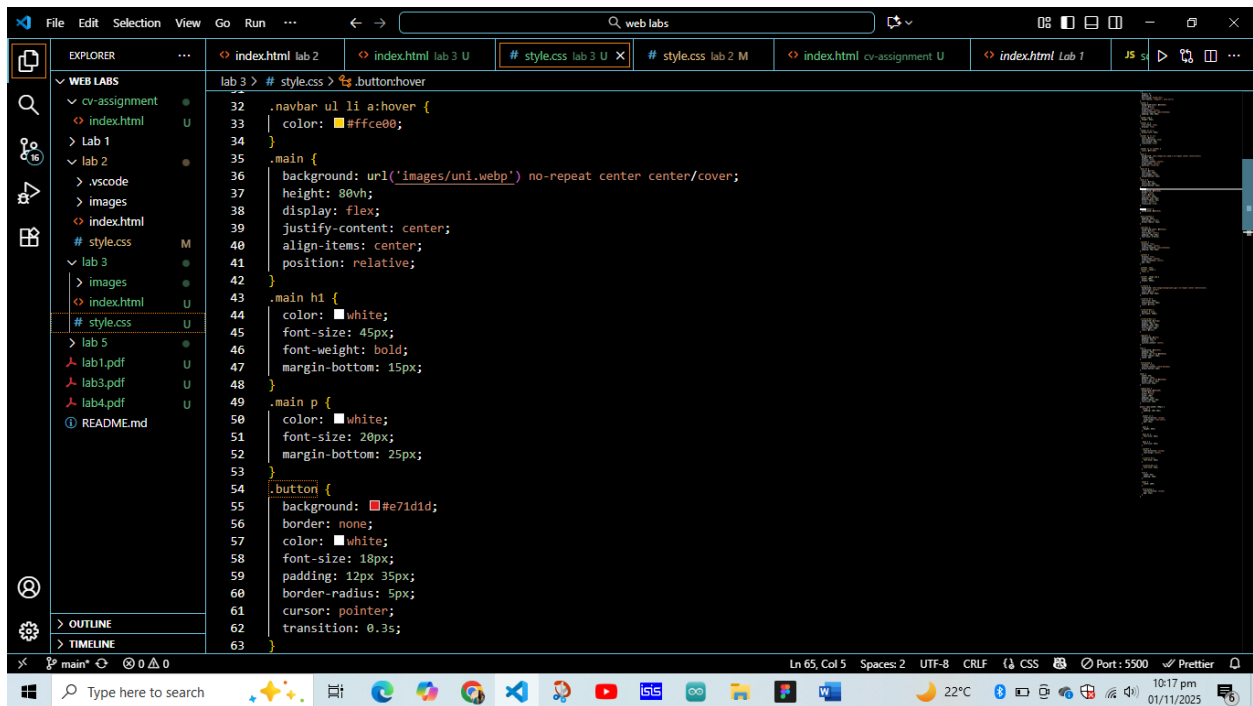 File Edit Selection View Go Run ··· web labs
EXPLORER ···
WEB LABS
cv-assignment
index.html U
Lab 1
lab 2
.vscode
images
index.html
style.css M
lab 3
images
index.html U
style.css U
lab 5
lab1.pdf U
lab3.pdf U
lab4.pdf U
README.md
OUTLINE
TIMELINE
16
index.html lab 2 index.html lab 3 U # style.css lab 3 U # style.css lab 2 M index.html cv-assignment U index.html Lab 1 JS
lab 3 > # style.css > .button:hover
32 .navbar ul li a:hover {
33 color: #ffce00;
34 }
35 .main {
36 background: url('images/uni.webp') no-repeat center center/cover;
37 height: 80vh;
38 display: flex;
39 justify-content: center;
40 align-items: center;
41 position: relative;
42 }
43 .main h1 {
44 color: white;
45 font-size: 45px;
46 font-weight: bold;
47 margin-bottom: 15px;
48 }
49 .main p {
50 color: white;
51 font-size: 20px;
52 margin-bottom: 25px;
53 }
54 .button {
55 background: #e71d1d;
56 border: none;
57 color: white;
58 font-size: 18px;
59 padding: 12px 35px;
60 border-radius: 5px;
61 cursor: pointer;
62 transition: 0.3s;
63 }
main* 0 0 Ln 65, Col 5 Spaces: 2 UTF-8 CRLF CSS Port : 5500 Prettier
Type here to search isis 22°C 10:17 pm
01/11/2025 6